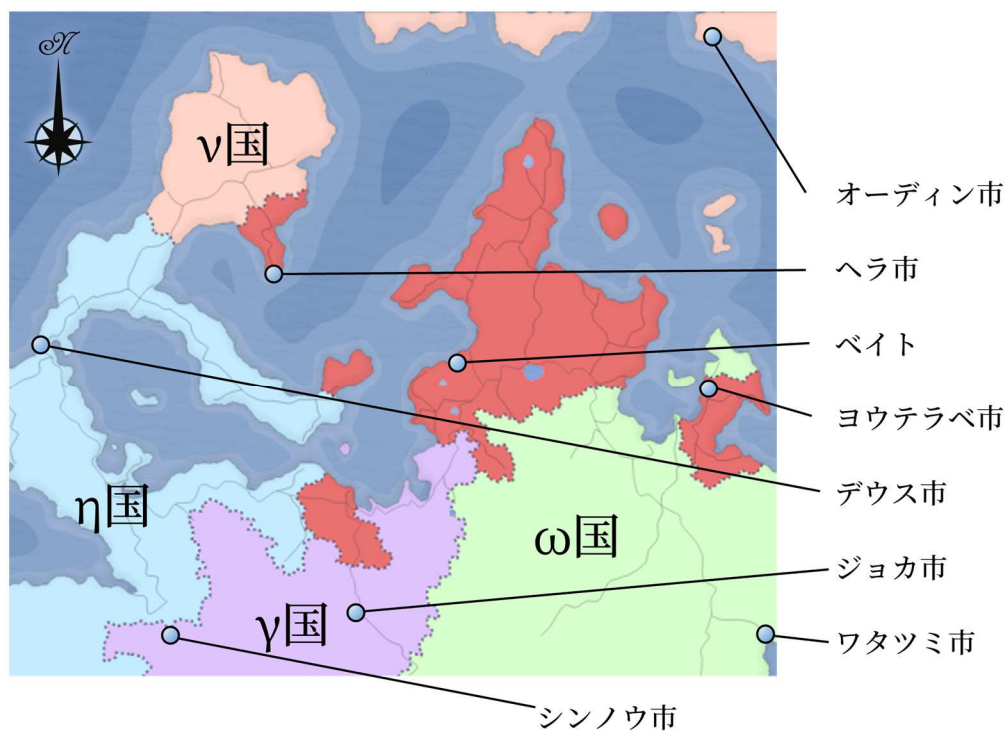 N
ν国
オーディン市
ヘラ市
ベイト
ヨウテラベ市
デウス市
η国
ω国
ジョカ市
γ国
ワタツミ市
シンノウ市